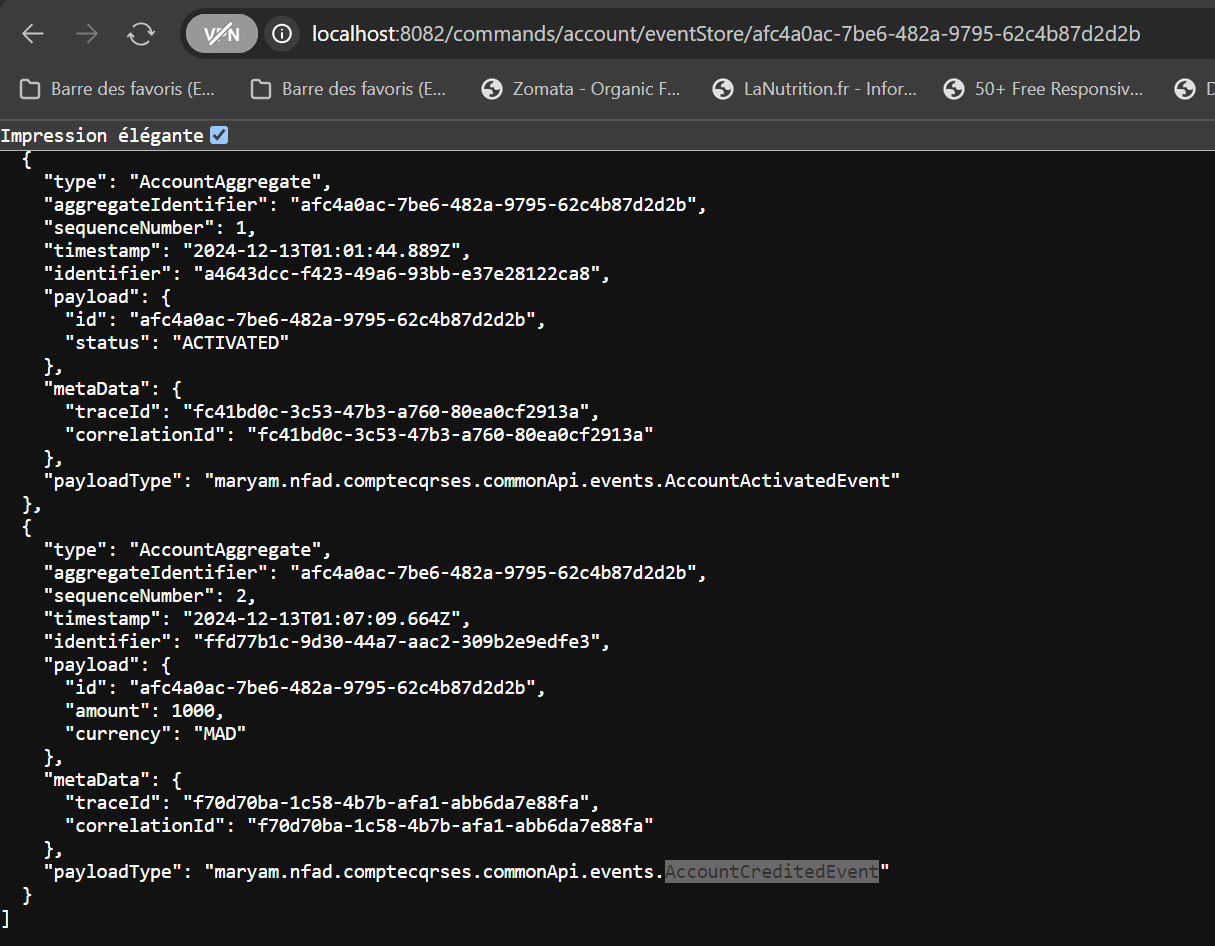 VPN
localhost:8082/commands/account/eventStore/afc4a0ac-7be6-482a-9795-62c4b87d2d2b
Barre des favoris (E... Barre des favoris (E... Zomata - Organic F... LaNutrition.fr - Infor... 50+ Free Responsiv... D
Impression élégante
{
"type": "AccountAggregate",
"aggregateIdentifier": "afc4a0ac-7be6-482a-9795-62c4b87d2d2b",
"sequenceNumber": 1,
"timestamp": "2024-12-13T01:01:44.889Z",
"identifier": "a4643dcc-f423-49a6-93bb-e37e28122ca8",
"payload": {
"id": "afc4a0ac-7be6-482a-9795-62c4b87d2d2b",
"status": "ACTIVATED"
},
"metaData": {
"traceId": "fc41bd0c-3c53-47b3-a760-80ea0cf2913a",
"correlationId": "fc41bd0c-3c53-47b3-a760-80ea0cf2913a"
},
"payloadType": "maryam.nfad.comptecqrses.commonApi.events.AccountActivatedEvent"
},
{
"type": "AccountAggregate",
"aggregateIdentifier": "afc4a0ac-7be6-482a-9795-62c4b87d2d2b",
"sequenceNumber": 2,
"timestamp": "2024-12-13T01:07:09.664Z",
"identifier": "ffd77b1c-9d30-44a7-aac2-309b2e9edfe3",
"payload": {
"id": "afc4a0ac-7be6-482a-9795-62c4b87d2d2b",
"amount": 1000,
"currency": "MAD"
},
"metaData": {
"traceId": "f70d70ba-1c58-4b7b-afa1-abb6da7e88fa",
"correlationId": "f70d70ba-1c58-4b7b-afa1-abb6da7e88fa"
},
"payloadType": "maryam.nfad.comptecqrses.commonApi.events.AccountCreditedEvent"
}
]